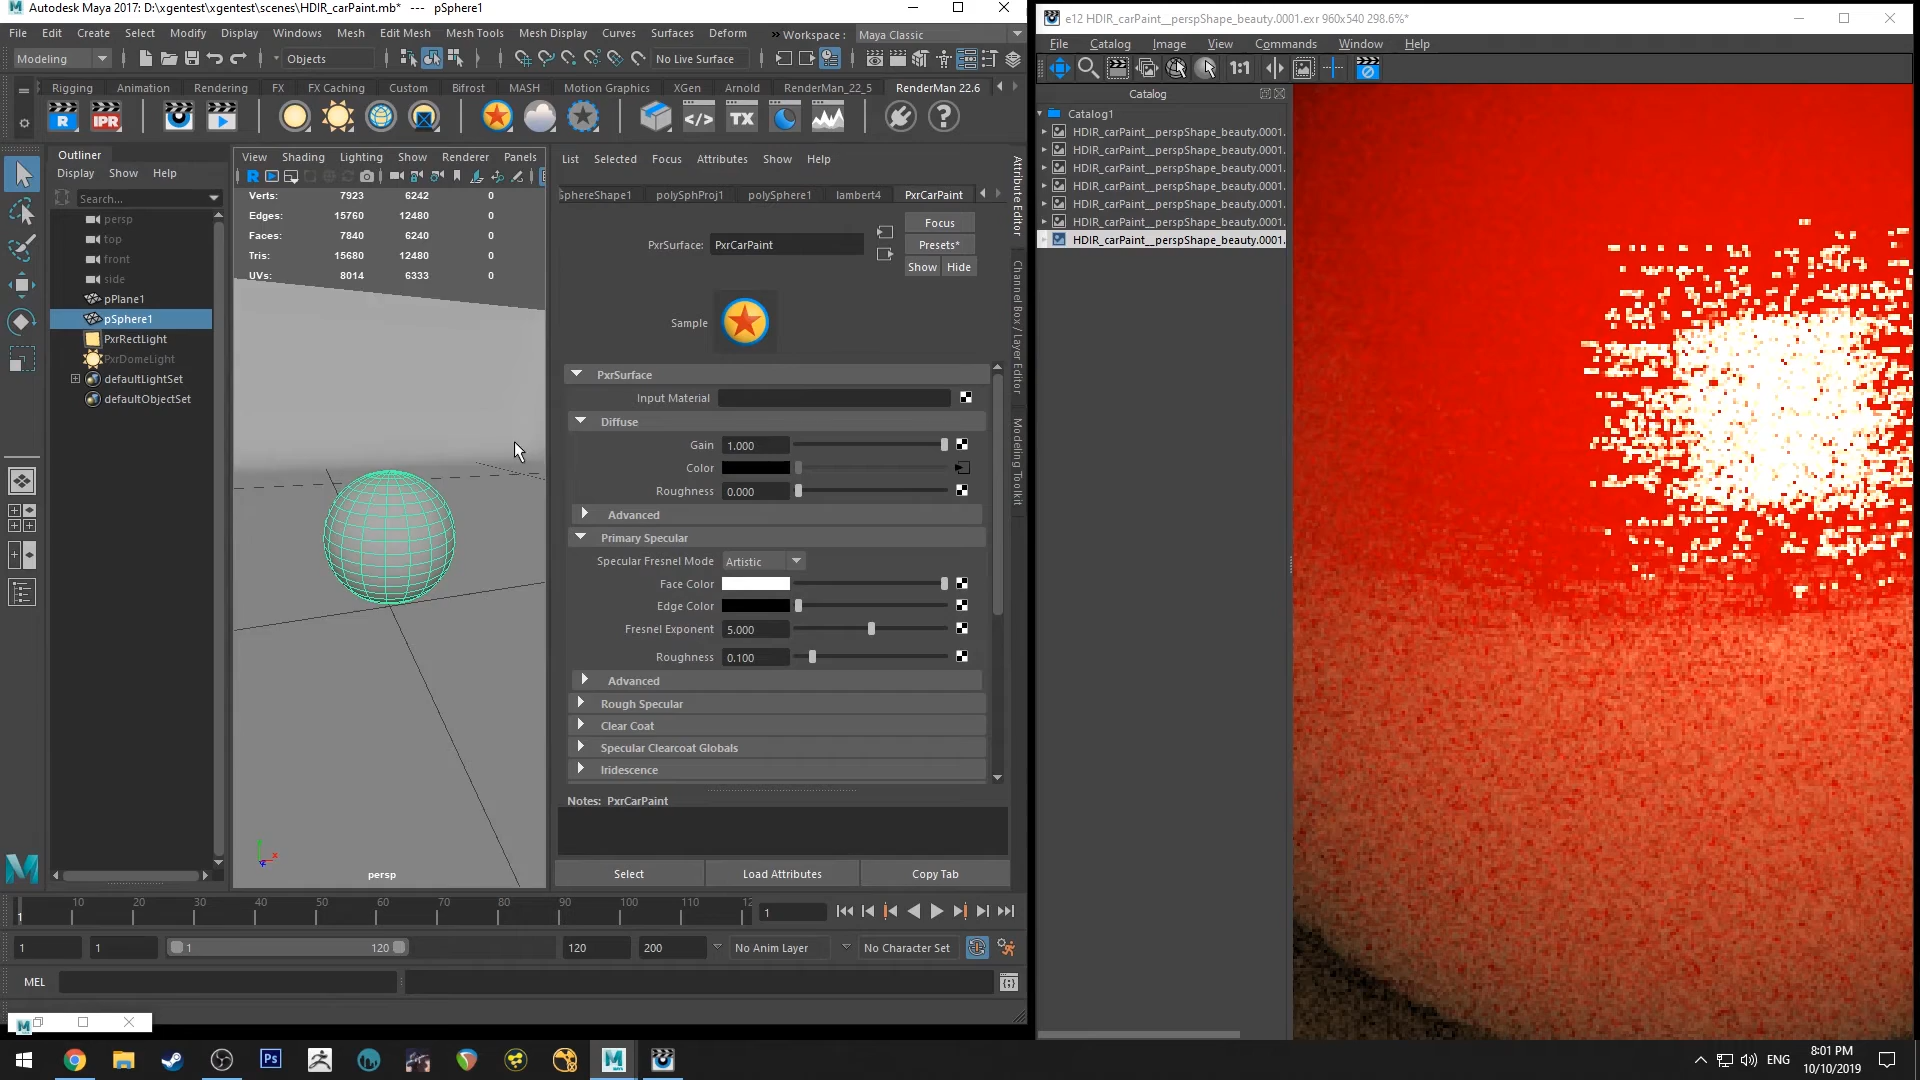 Autodesk Maya 2017: D:\xgentest\xgentest\scenes\HDIR_carPaint.mb* --- pSphere1
File Edit Create Select Modify Display Windows Mesh Edit Mesh Mesh Tools Mesh Display Curves Surfaces Deform » Workspace : Maya Classic
Modeling Objects No Live Surface
Rigging Animation Rendering FX FX Caching Custom Bifrost MASH Motion Graphics XGen Arnold RenderMan_22_5 RenderMan 22.6
R IPR </> TX ?
Outliner
Display Show Help
Search...
persp
top
front
side
pPlane1
pSphere1
PxrRectLight
PxrDomeLight
defaultLightSet
defaultObjectSet
View Shading Lighting Show Renderer Panels
Verts: 7923 6242 0
Edges: 15760 12480 0
Faces: 7840 6240 0
Tris: 15680 12480 0
UVs: 8014 6333 0
persp
List Selected Focus Attributes Show Help
SphereShape1 polySphProj1 polySphere1 lambert4 PxrCarPaint
Focus
PxrSurface: PxrCarPaint
Presets*
Show Hide
Sample
PxrSurface
Input Material
Diffuse
Gain 1.000
Color
Roughness 0.000
Advanced
Primary Specular
Specular Fresnel Mode Artistic
Face Color
Edge Color
Fresnel Exponent 5.000
Roughness 0.100
Advanced
Rough Specular
Clear Coat
Specular Clearcoat Globals
Iridescence
Notes: PxrCarPaint
Select Load Attributes Copy Tab
Attribute Editor
Channel Box / Layer Editor
Modeling Toolkit
1 10 20 30 40 50 60 70 80 90 100 110 12
1
1 1 1 120 120 200 No Anim Layer No Character Set
MEL
e12 HDIR_carPaint__perspShape_beauty.0001.exr 960x540 298.6%*
File Catalog Image View Commands Window Help
1:1
Catalog
Catalog1
HDIR_carPaint__perspShape_beauty.0001.
HDIR_carPaint__perspShape_beauty.0001.
HDIR_carPaint__perspShape_beauty.0001.
HDIR_carPaint__perspShape_beauty.0001.
HDIR_carPaint__perspShape_beauty.0001.
HDIR_carPaint__perspShape_beauty.0001.
HDIR_carPaint__perspShape_beauty.0001.
Ps
ENG
8:01 PM
10/10/2019